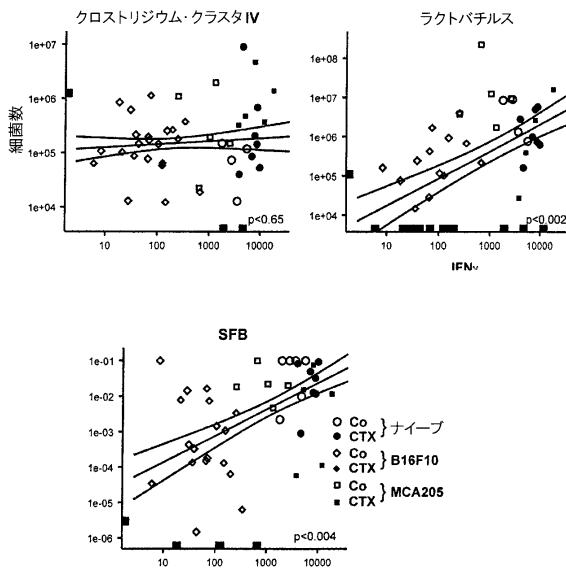 クロストリジウム・クラスタIV
ラクトバチルス
細菌数
1e+07
1e+06
1e+05
1e+04
p<0.65
10
100
1000
10000
1e+08
1e+07
1e+06
1e+05
1e+04
p<0.002
10
100
1000
10000
IFNγ
SFB
1e-01
1e-02
1e-03
1e-04
1e-05
1e-06
p<0.004
10
100
1000
10000
Co
CTX
ナイーブ
Co
CTX
B16F10
Co
CTX
MCA205